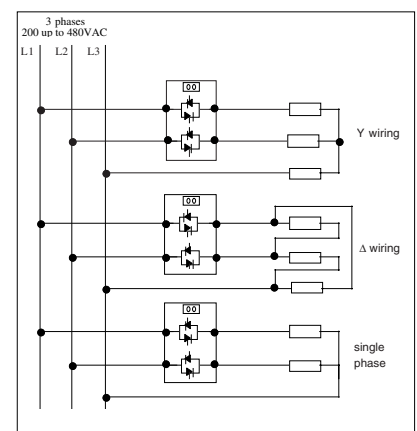 3 phases
200 up to 480VAC
L1 L2 L3
00
Y wiring
00
Δ wiring
00
single
phase